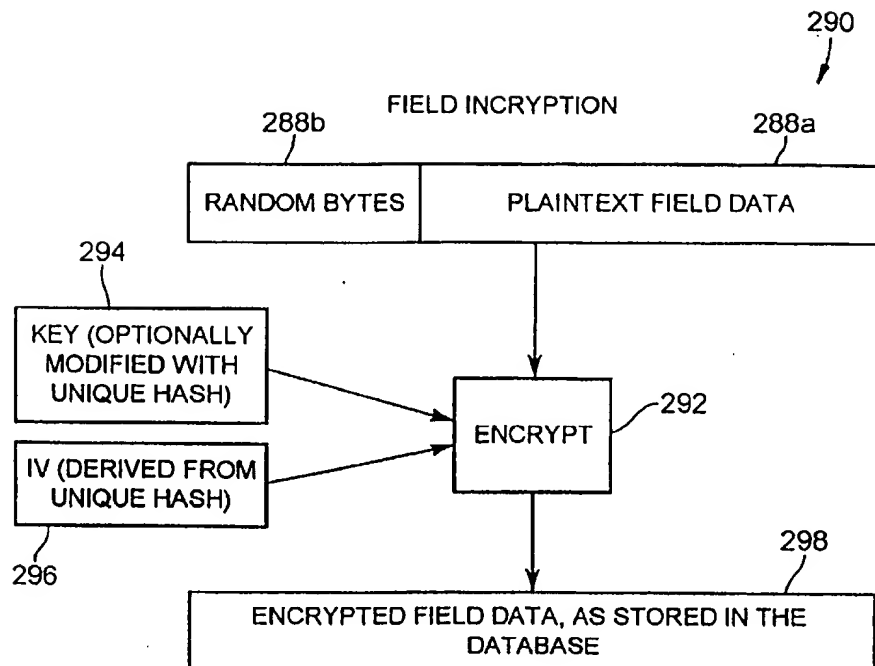 290
FIELD INCRYPTION
288b
288a
RANDOM BYTES
PLAINTEXT FIELD DATA
294
KEY (OPTIONALLY
MODIFIED WITH
UNIQUE HASH)
ENCRYPT
292
IV (DERIVED FROM
UNIQUE HASH)
296
298
ENCRYPTED FIELD DATA, AS STORED IN THE
DATABASE